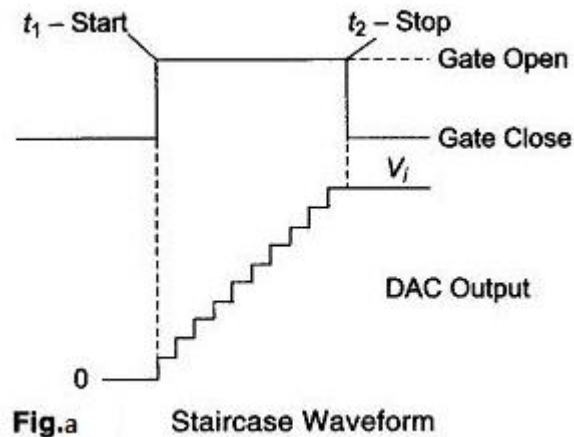 t₁ – Start
t₂ – Stop
Gate Open
Gate Close
Vᵢ
DAC Output
0
Fig.a Staircase Waveform